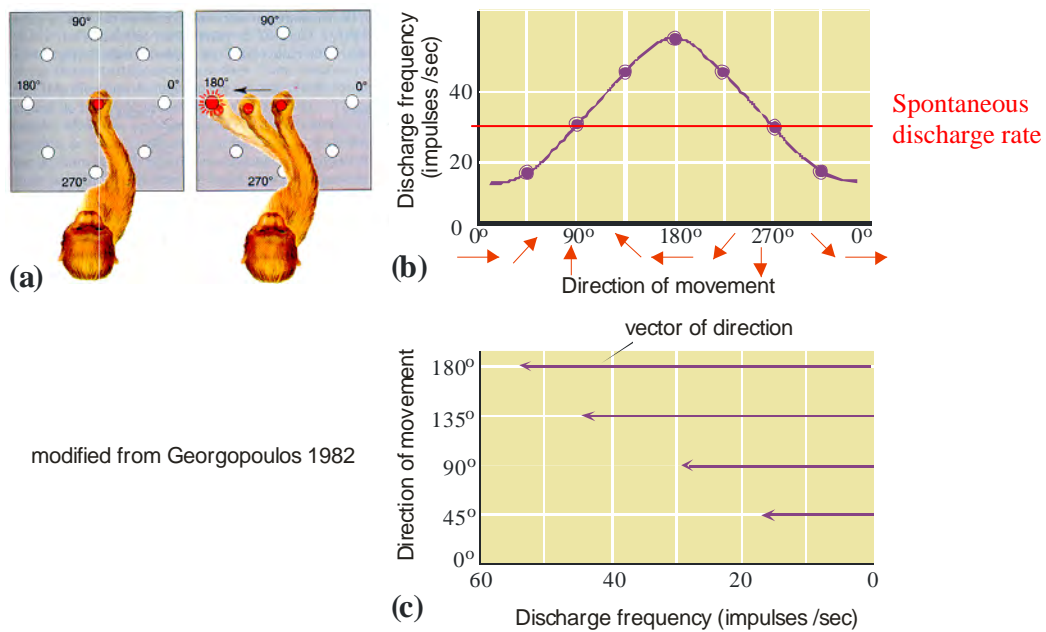 90°
180°
0°
270°
90°
180°
0°
270°
(a)
Discharge frequency
(impulses /sec)
40
20
0
Spontaneous
discharge rate
0º 90º 180º 270º 0º
Direction of movement
(b)
vector of direction
Direction of movement
180º
135º
90º
45º
0º
60 40 20 0
Discharge frequency (impulses /sec)
(c)
modified from Georgopoulos 1982